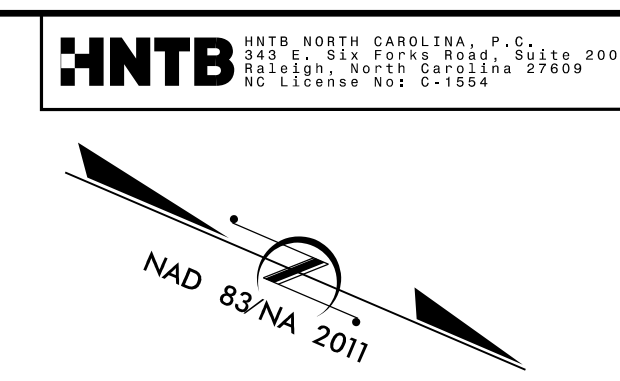 HNTB
HNTB NORTH CAROLINA, P.C.
343 E. Six Forks Road, Suite 200
Raleigh, North Carolina 27609
NC License No: C-1554
NAD 83/NA 2011